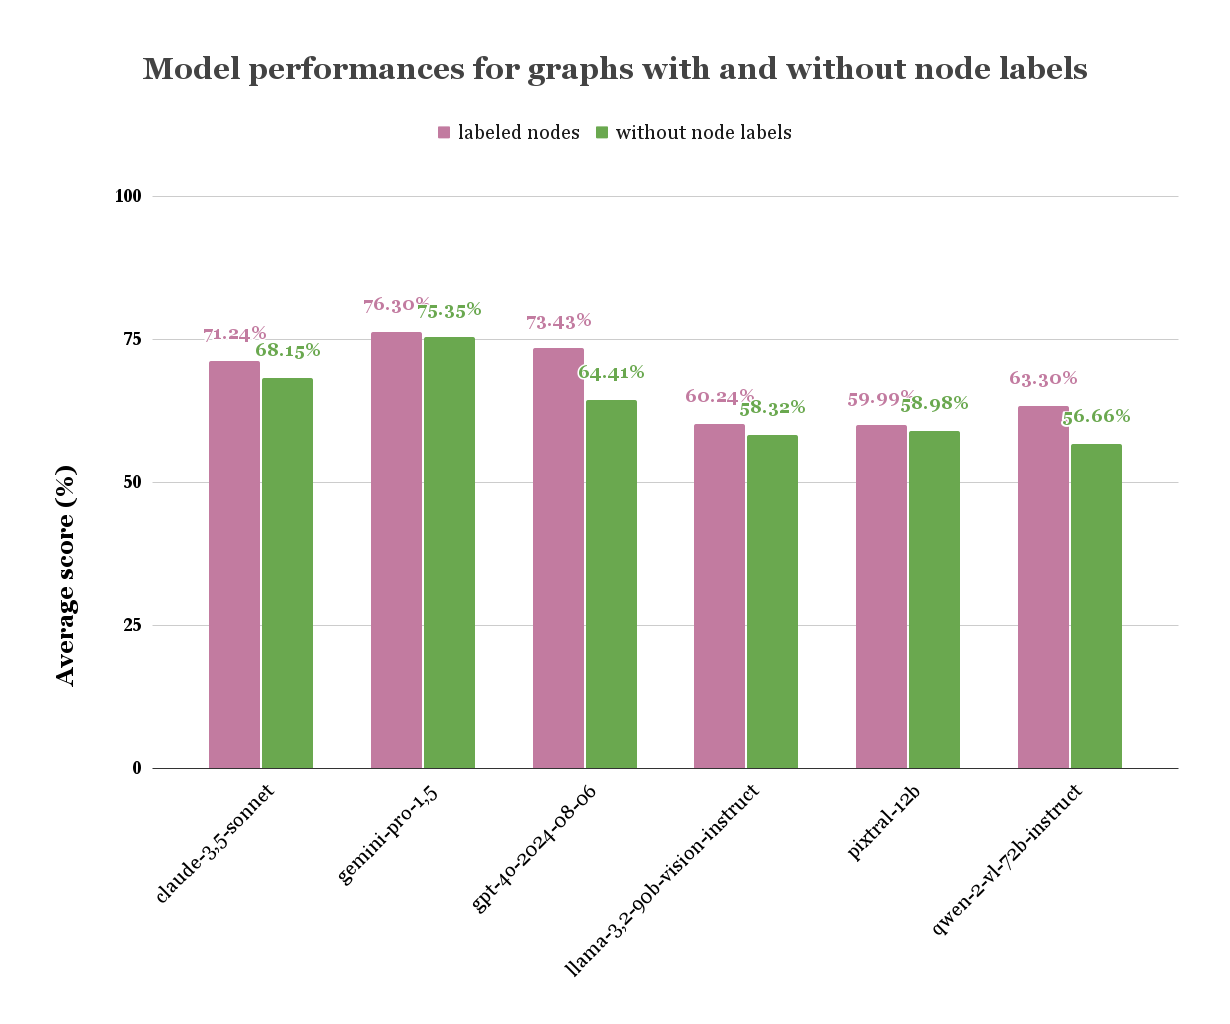 Model performances for graphs with and without node labels
labeled nodes
without node labels
Average score (%)
100
75
50
25
0
71.24%
68.15%
76.30%
75.35%
73.43%
64.41%
60.24%
58.32%
59.99%
58.98%
63.30%
56.66%
claude-3,5-sonnet
gemini-pro-1,5
gpt-4o-2024-08-06
llama-3,2-90b-vision-instruct
pixtral-12b
qwen-2-vl-72b-instruct